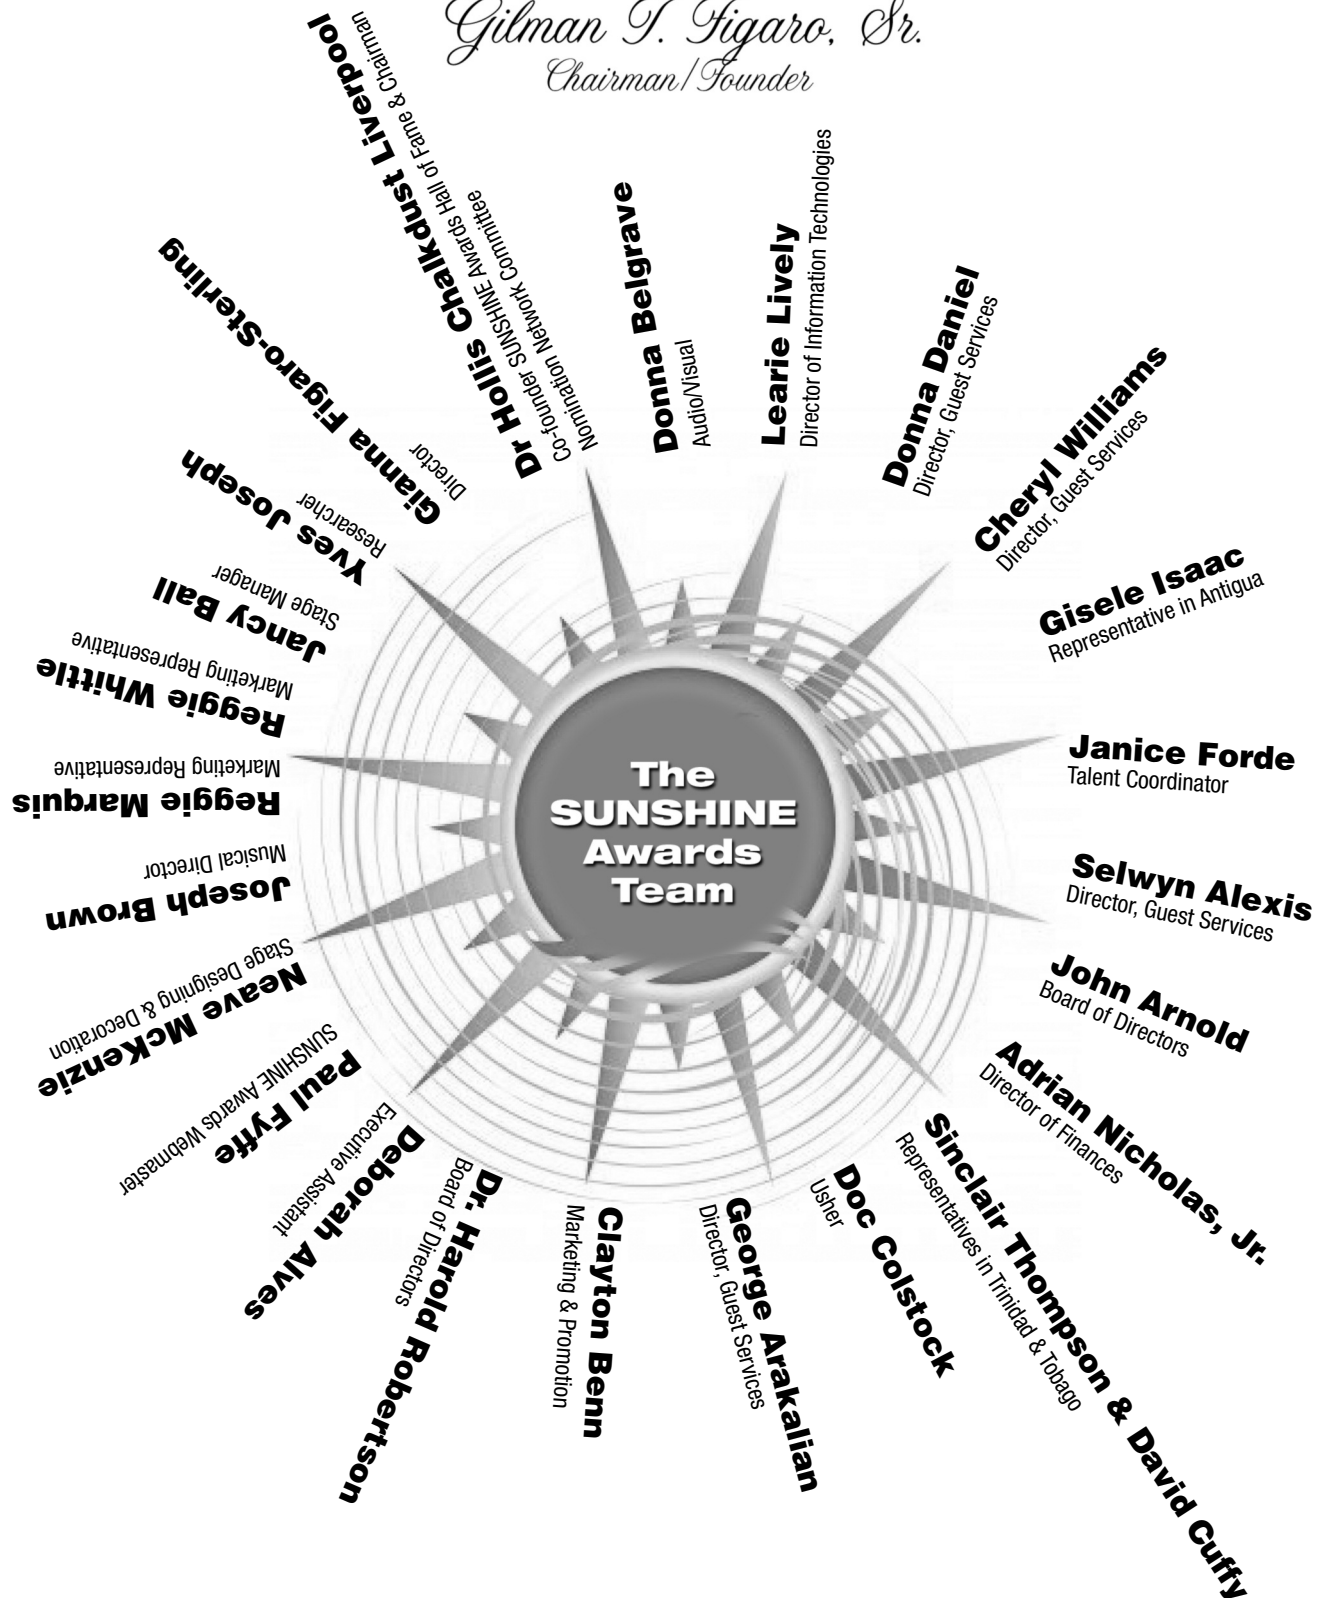 Gilman T. Figaro, Sr.
Chairman/Founder
Dr Hollis Chalkdust Liverpool
Co-founder SUNSHINE Awards Hall of Fame & Chairman
Nomination Network Committee
Donna Belgrave
Audio/Visual
Learie Lively
Director of Information Technologies
Donna Daniel
Director, Guest Services
Cheryl Williams
Director, Guest Services
Gisele Isaac
Representative in Antigua
Janice Forde
Talent Coordinator
Selwyn Alexis
Director, Guest Services
John Arnold
Board of Directors
Adrian Nicholas, Jr.
Director of Finances
Sinclair Thompson & David Cuffy
Representatives in Trinidad & Tobago
Doc Colstock
Usher
George Arakalian
Director, Guest Services
Clayton Benn
Marketing & Promotion
Dr. Harold Robertson
Board of Directors
Deborah Alves
Executive Assistant
Paul Fyffe
SUNSHINE Awards Webmaster
Neave McKenzie
Stage Designing & Decoration
Joseph Brown
Musical Director
Reggie Marquis
Marketing Representative
Reggie Whittle
Marketing Representative
Jancy Ball
Stage Manager
Yves Joseph
Researcher
Gianna Figaro-Sterling
Director
The
SUNSHINE
Awards
Team